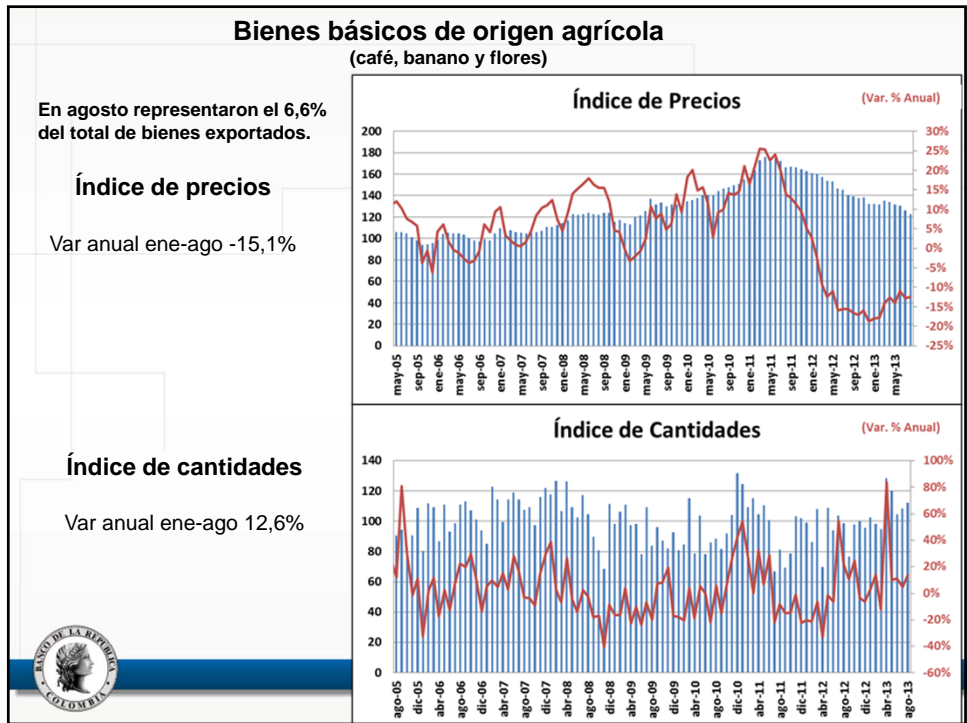 Bienes básicos de origen agrícola
(café, banano y flores)
En agosto representaron el 6,6%
del total de bienes exportados.
Índice de precios
Var anual ene-ago -15,1%
Índice de Precios
(Var. % Anual)
200
180
160
140
120
100
80
60
40
20
0
30%
25%
20%
15%
10%
5%
0%
-5%
-10%
-15%
-20%
-25%
may-05
sep-05
ene-06
may-06
sep-06
ene-07
may-07
sep-07
ene-08
may-08
sep-08
ene-09
may-09
sep-09
ene-10
may-10
sep-10
ene-11
may-11
sep-11
ene-12
may-12
sep-12
ene-13
may-13
Índice de cantidades
Var anual ene-ago 12,6%
Índice de Cantidades
(Var. % Anual)
140
120
100
80
60
40
20
0
100%
80%
60%
40%
20%
0%
-20%
-40%
-60%
ago-05
dic-05
abr-06
ago-06
dic-06
abr-07
ago-07
dic-07
abr-08
ago-08
dic-08
abr-09
ago-09
dic-09
abr-10
ago-10
dic-10
abr-11
ago-11
dic-11
abr-12
ago-12
dic-12
abr-13
ago-13
BANCO DE LA REPÚBLICA
COLOMBIA